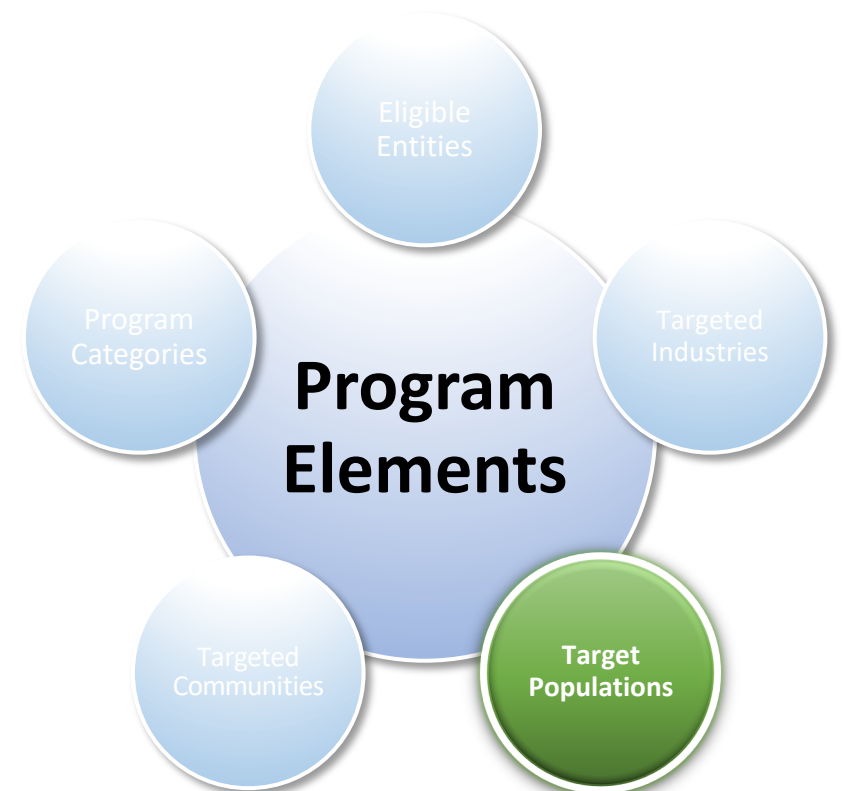 Eligible
Entities
Program
Categories
Targeted
Industries
Program
Elements
Targeted
Communities
Target
Populations